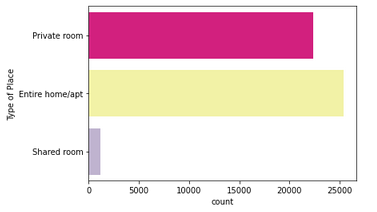 Type of Place
Private room
Entire home/apt
Shared room
0 5000 10000 15000 20000 25000
count